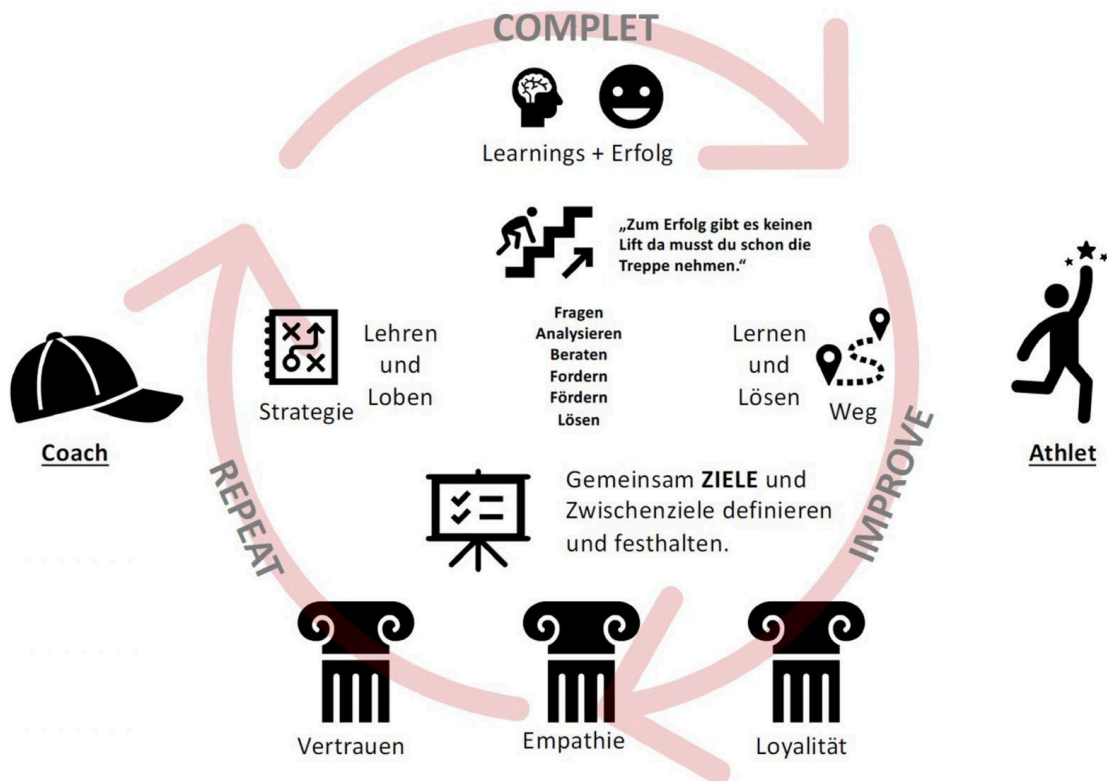 COMPLET
Learnings + Erfolg
„Zum Erfolg gibt es keinen
Lift da musst du schon die
Treppe nehmen.“
Fragen
Analysieren
Beraten
Fordern
Fördern
Lösen
Lehren
und
Loben
Strategie
Lernen
und
Lösen
Weg
Coach
Athlet
REPEAT
IMPROVE
Gemeinsam ZIELE und
Zwischenziele definieren
und festhalten.
Vertrauen
Empathie
Loyalität